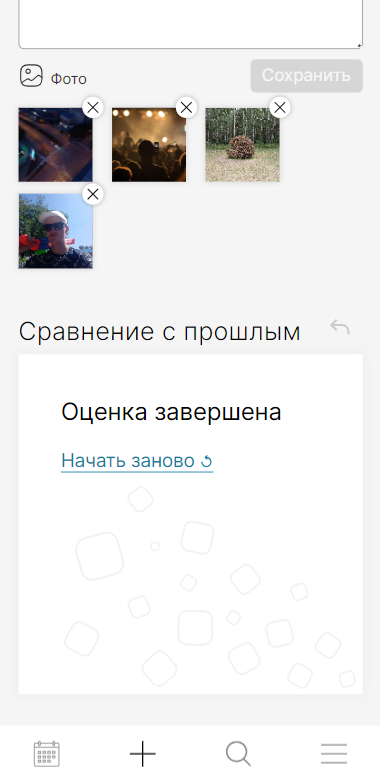 Фото
Сохранить
Сравнение с прошлым
Оценка завершена
Начать заново